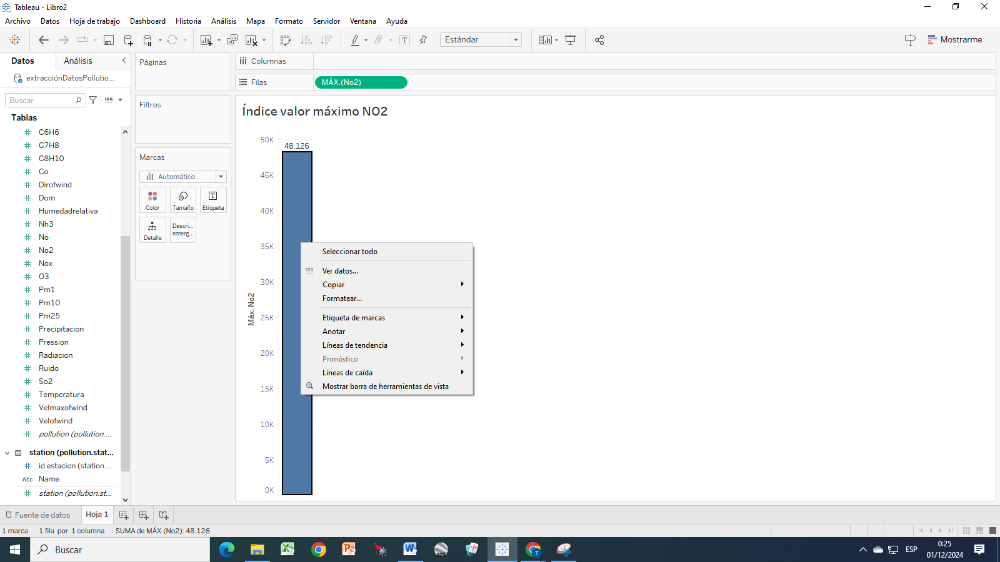 Tableau - Libro2
Archivo Datos Hoja de trabajo Dashboard Historia Análisis Mapa Formato Servidor Ventana Ayuda
Estándar
Mostrarme
Datos Análisis
extracciónDatosPollutio...
Buscar
Tablas
C6H6
C7H8
C8H10
Co
Dirofwind
Dom
Humedadrelativa
Nh3
No
No2
Nox
O3
Pm1
Pm10
Pm25
Precipitacion
Pression
Radiacion
Ruido
So2
Temperatura
Velmaxofwind
Velofwind
pollution (pollution....
station (pollution.stat...
id estacion (station ...
Abc Name
station (pollution.st...
Páginas
Filtros
Marcas
Automático
Color Tamaño Etiqueta
Detalle
Descri...
emerg...
Columnas
Filas MÁX.(No2)
Índice valor máximo NO2
50K
48.126
45K
40K
35K
30K
25K
20K
15K
10K
5K
0K
Máx. No2
Seleccionar todo
Ver datos...
Copiar
Formatear...
Etiqueta de marcas
Anotar
Líneas de tendencia
Pronóstico
Líneas de caída
Mostrar barra de herramientas de vista
Fuente de datos Hoja 1
1 marca 1 fila por 1 columna SUMA de MÁX.(No2): 48.126
Buscar
ESP
0:25
01/12/2024